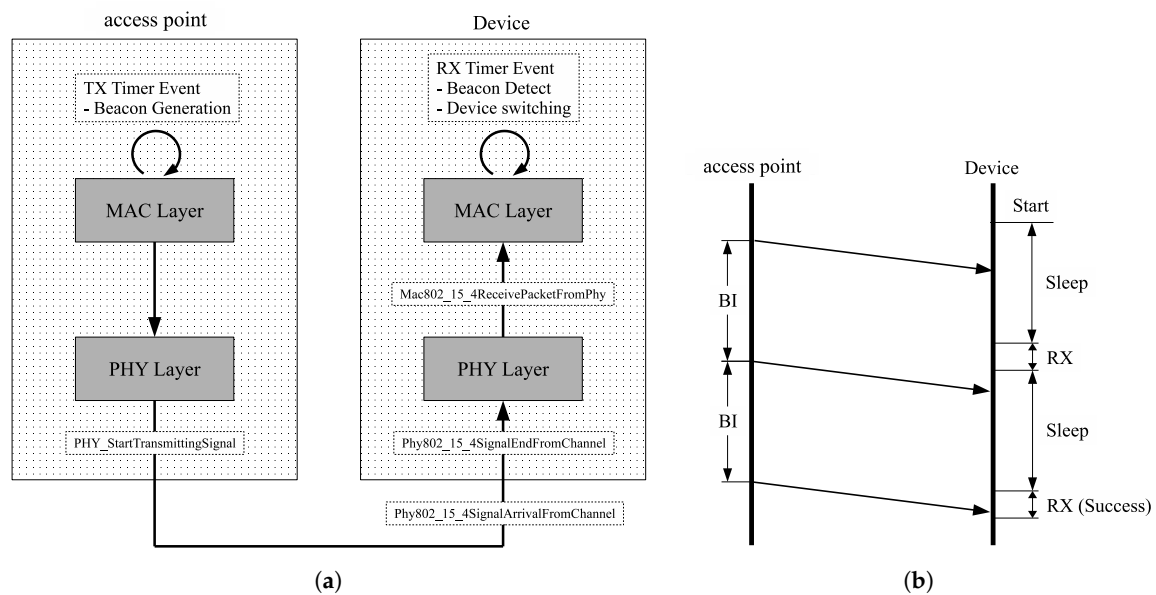 access point
TX Timer Event
- Beacon Generation
MAC Layer
PHY Layer
PHY_StartTransmittingSignal
Device
RX Timer Event
- Beacon Detect
- Device switching
MAC Layer
Mac802_15_4ReceivePacketFromPhy
PHY Layer
Phy802_15_4SignalEndFromChannel
Phy802_15_4SignalArrivalFromChannel
(a)
access point
Device
Start
BI
Sleep
RX
BI
Sleep
RX (Success)
(b)